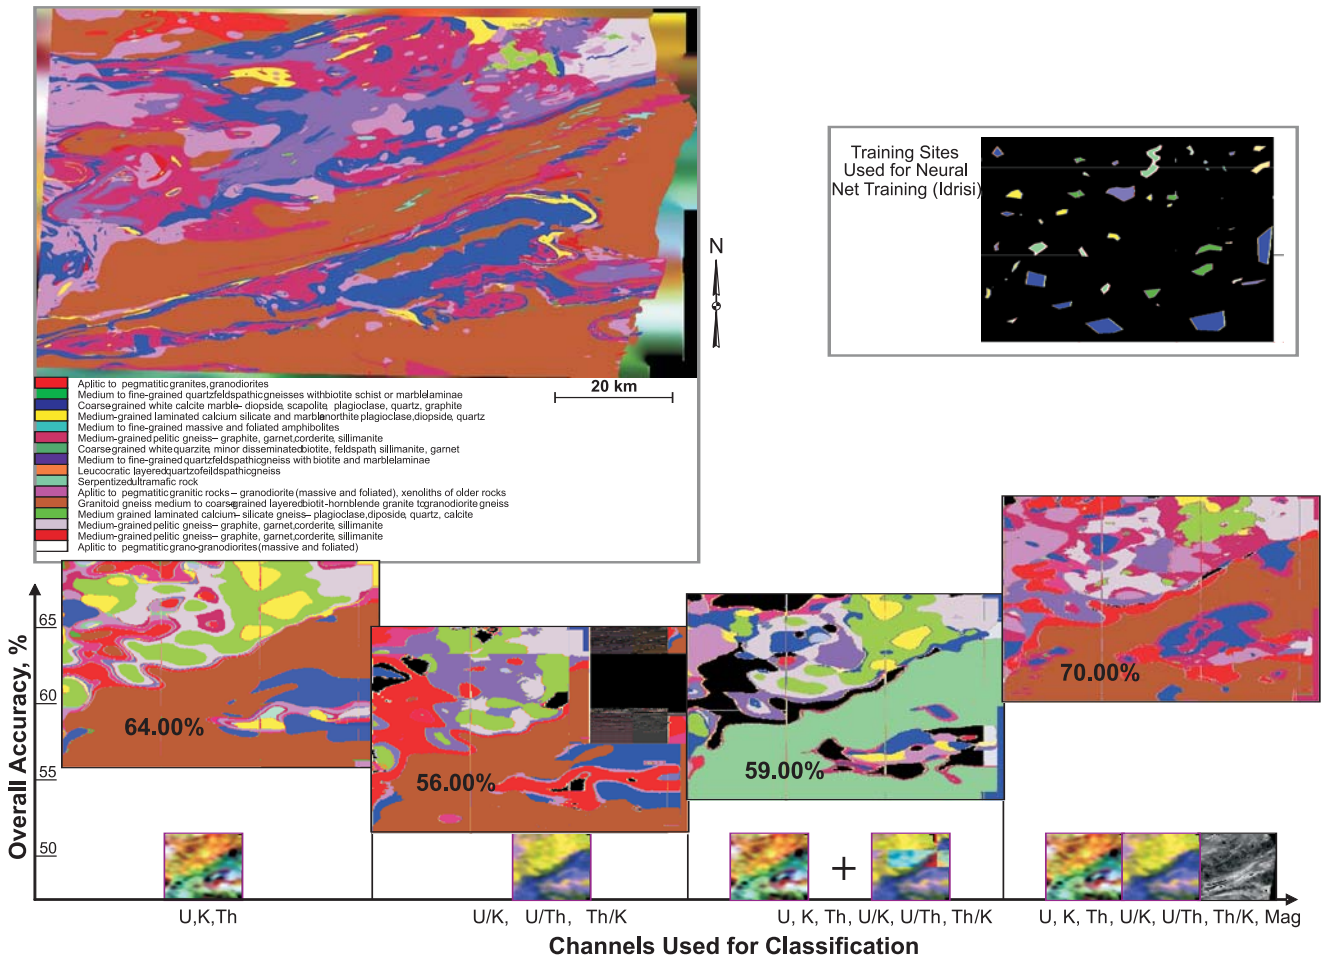 Training Sites
Used for Neural
Net Training (Idrisi)
N
20 km
Aplitic to pegmatitic granites, granodiorites
Medium to fine-grained quartzfeldspathic gneisses with biotite schist or marble laminae
Coarse-grained white calcite marble – diopside, scapolite, plagioclase, quartz, graphite
Medium-grained laminated calcium silicate and marble anorthite plagioclase, diopside, quartz
Medium to fine-grained massive and foliated amphibolites
Medium-grained pelitic gneiss – graphite, garnet, corderite, sillimanite
Coarse-grained white quarzite, minor disseminated biotite, feldspath, sillimanite, garnet
Medium to fine-grained quartzfeldspathic gneiss with biotite and marble laminae
Leucocratic layered quartzofeildspathic gneiss
Serpentized ultramafic rock
Aplitic to pegmatitic granitic rocks – granodiorite (massive and foliated), xenoliths of older rocks
Granitoid gneiss medium to coarse-grained layered biotit-hornblende granite to granodiorite gneiss
Medium grained laminated calcium – silicate gneiss – plagioclase, diposide, quartz, calcite
Medium-grained pelitic gneiss – graphite, garnet, corderite, sillimanite
Medium-grained pelitic gneiss – graphite, garnet, corderite, sillimanite
Aplitic to pegmatitic grano-granodiorites (massive and foliated)
Overall Accuracy, %
65
60
55
50
64.00%
56.00%
59.00%
70.00%
+
U,K,Th
U/K, U/Th, Th/K
U, K, Th, U/K, U/Th, Th/K
U, K, Th, U/K, U/Th, Th/K, Mag
Channels Used for Classification